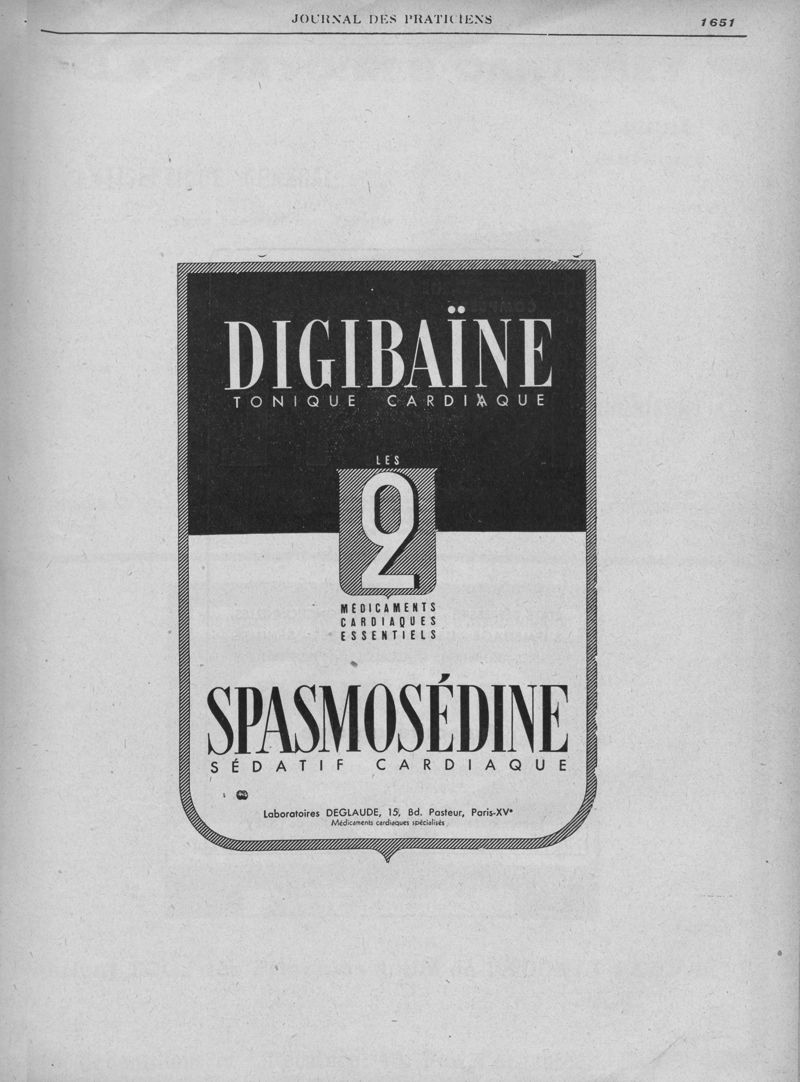 JOURNAL DES PRATICIENS
1651
DIGIBAÏNE
TONIQUE CARDIAQUE
LES
2
MÉDICAMENTS
CARDIAQUES
ESSENTIELS
SPASMOSÉDINE
SÉDATIF CARDIAQUE
Laboratoires DEGLAUDE, 15, Bd. Pasteur, Paris-XVe
Médicaments cardiaques spécialisés